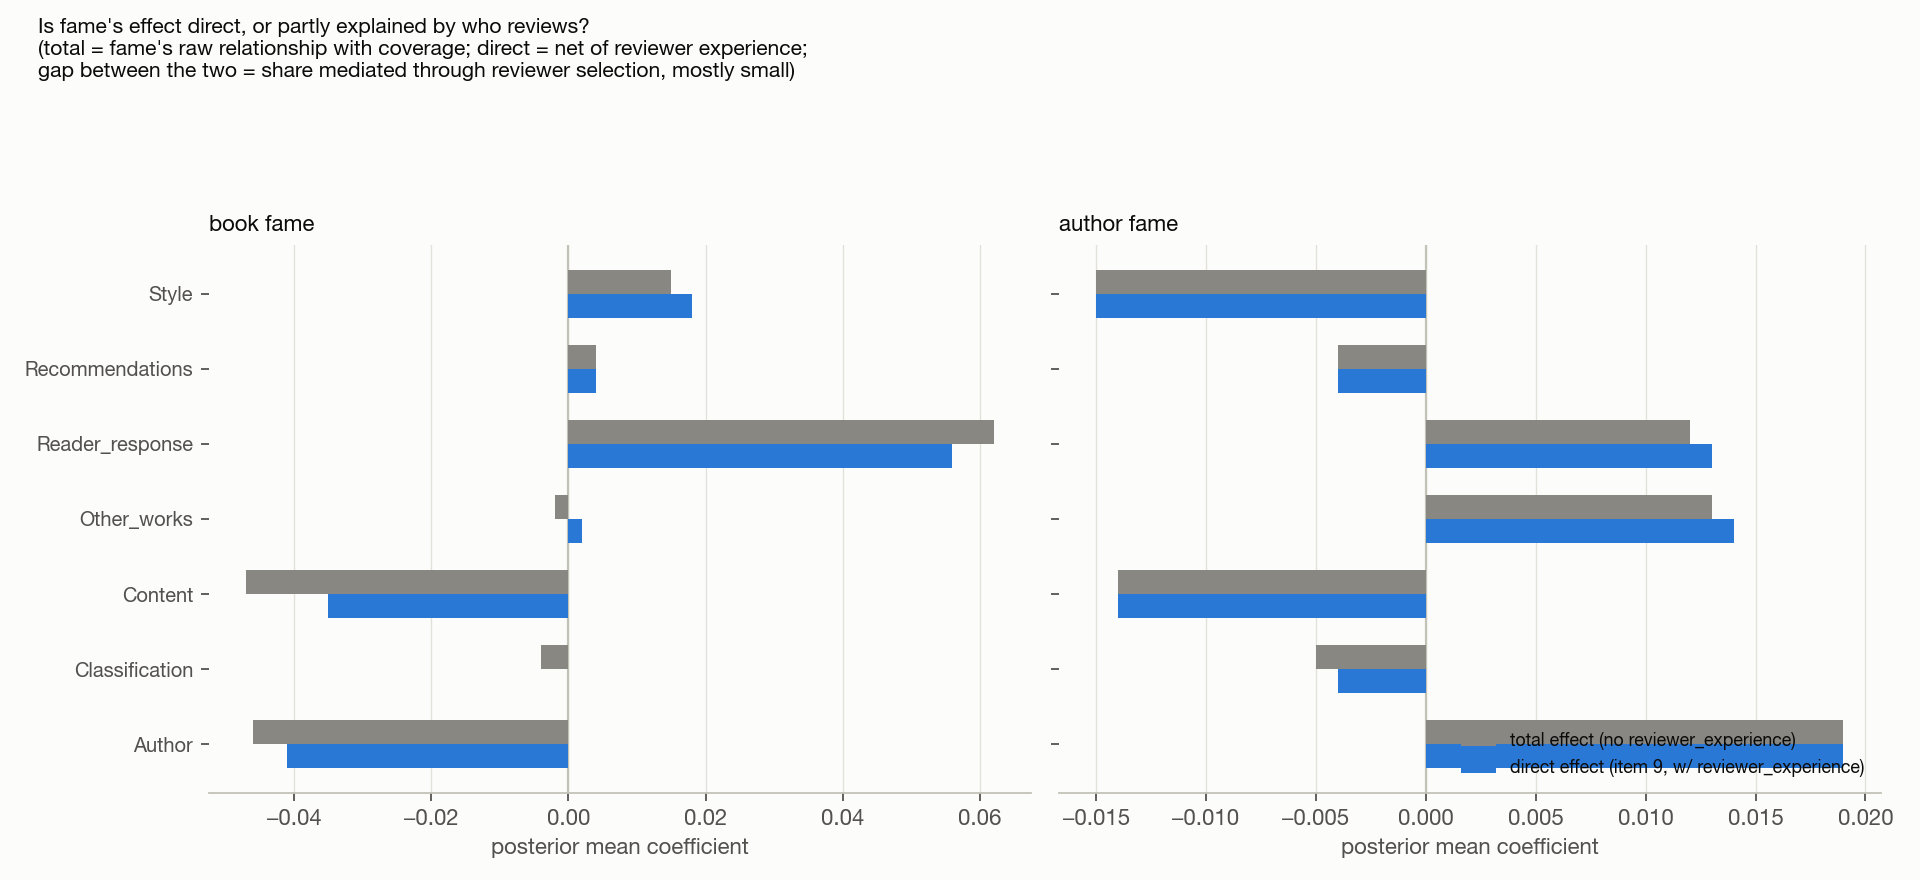 Is fame's effect direct, or partly explained by who reviews?
(total = fame's raw relationship with coverage; direct = net of reviewer experience;
gap between the two = share mediated through reviewer selection, mostly small)
book fame
Style
Recommendations
Reader_response
Other_works
Content
Classification
Author
−0.04 −0.02 0.00 0.02 0.04 0.06
posterior mean coefficient
author fame
total effect (no reviewer_experience)
direct effect (item 9, w/ reviewer_experience)
−0.015 −0.010 −0.005 0.000 0.005 0.010 0.015 0.020
posterior mean coefficient